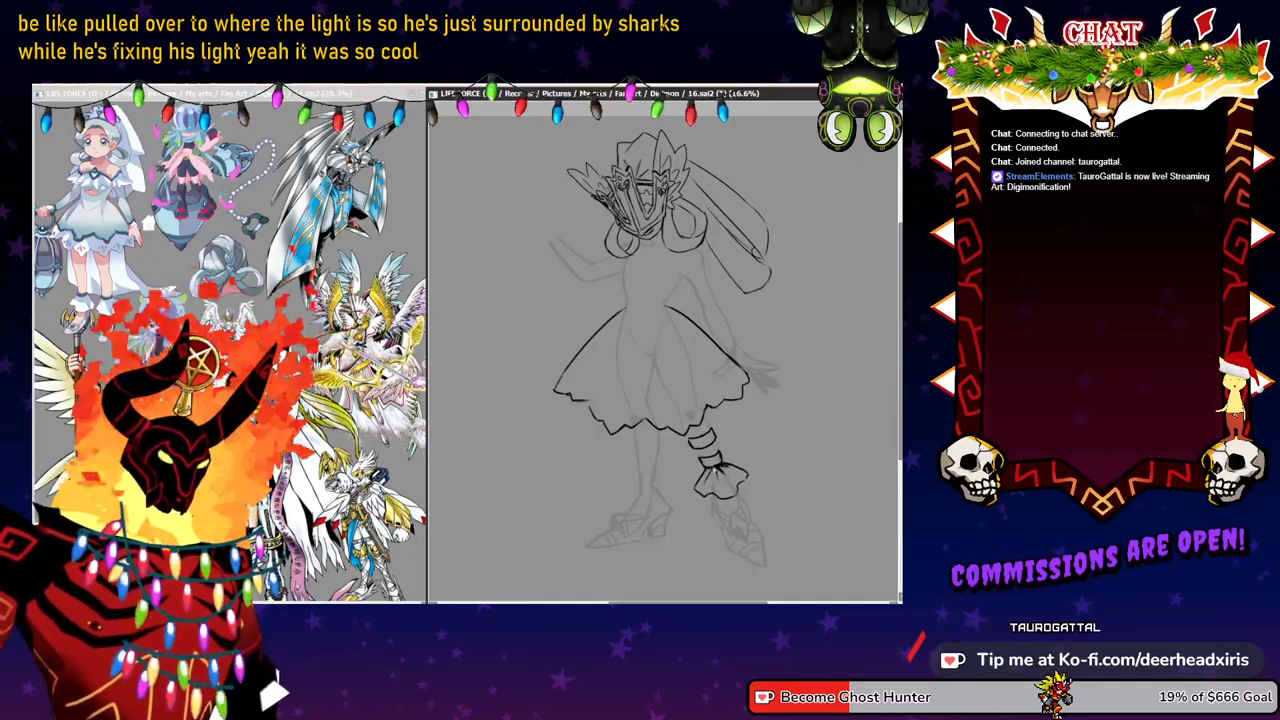 be like pulled over to where the light is so he's just surrounded by sharks
while he's fixing his light yeah it was so cool
CHAT
Chat: Connecting to chat server..
Chat: Connected.
Chat: Joined channel: taurogattal.
StreamElements: TauroGattal is now live! Streaming
Art: Digimonification!
COMMISSIONS ARE OPEN!
TAUROGATTAL
Tip me at Ko-fi.com/deerheadxiris
Become Ghost Hunter
19% of $666 Goal